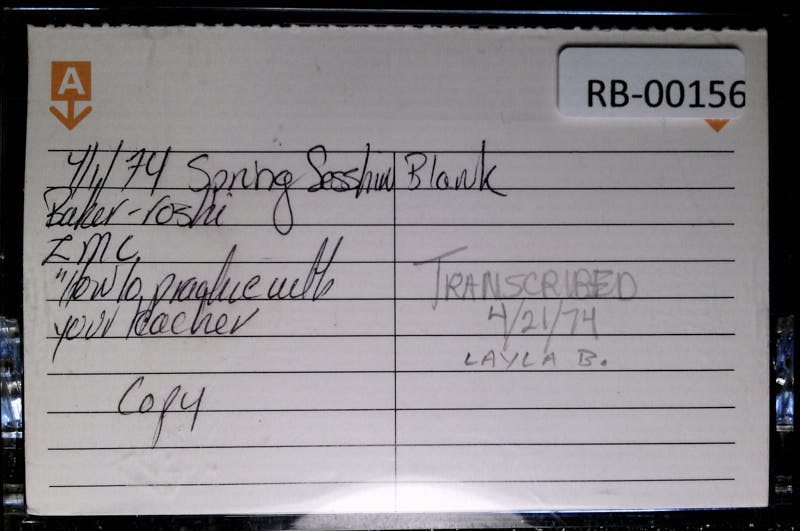 A
RB-00156
4/1/74 Spring Sesshin
Baker-roshi
ZMC
"How to practice with
your teacher
Copy
Blank
TRANSCRIBED
4/21/74
LAYLA B.